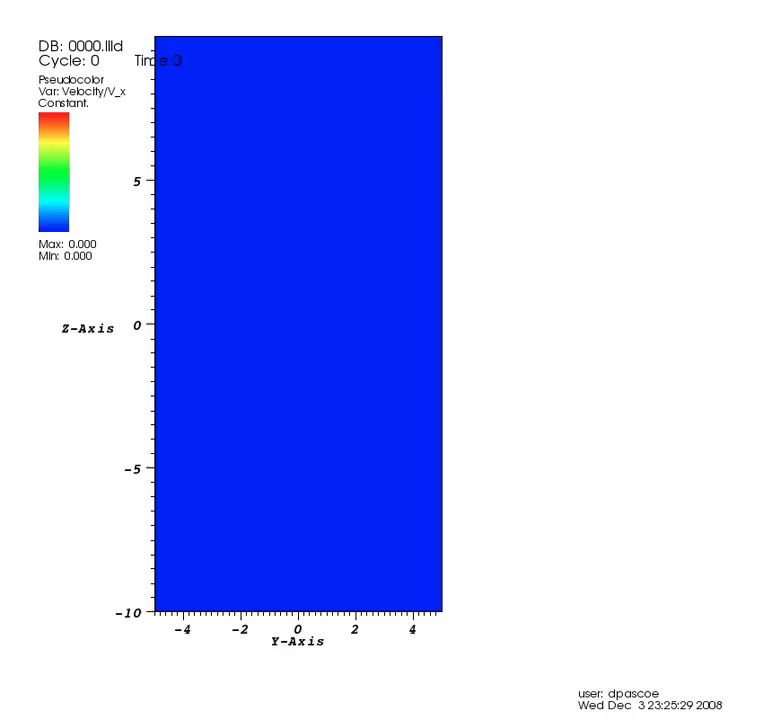 DB: 0000.llld
Cycle: 0 Time:0
Pseudocolor
Var: Velocity/V_x
Constant.
Max: 0.000
Min: 0.000
5
Z-Axis 0
-5
-10
-4 -2 0 2 4
Y-Axis
user: dpascoe
Wed Dec 3 23:25:29 2008